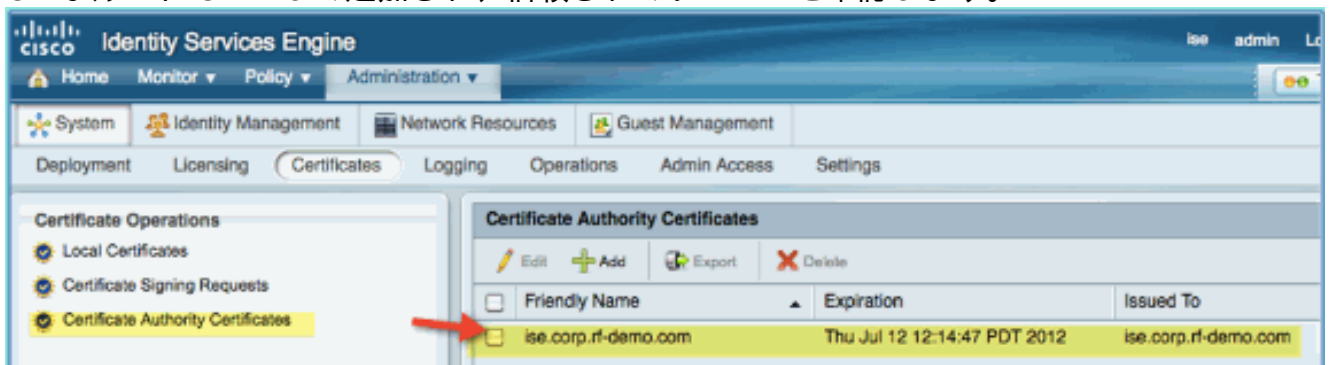 cisco Identity Services Engine
ise admin
Home Monitor Policy Administration
System Identity Management Network Resources Guest Management
Deployment Licensing Certificates Logging Operations Admin Access Settings
Certificate Operations
Local Certificates
Certificate Signing Requests
Certificate Authority Certificates
Certificate Authority Certificates
Edit Add Export Delete
Friendly Name Expiration Issued To
ise.corp.rf-demo.com Thu Jul 12 12:14:47 PDT 2012 ise.corp.rf-demo.com